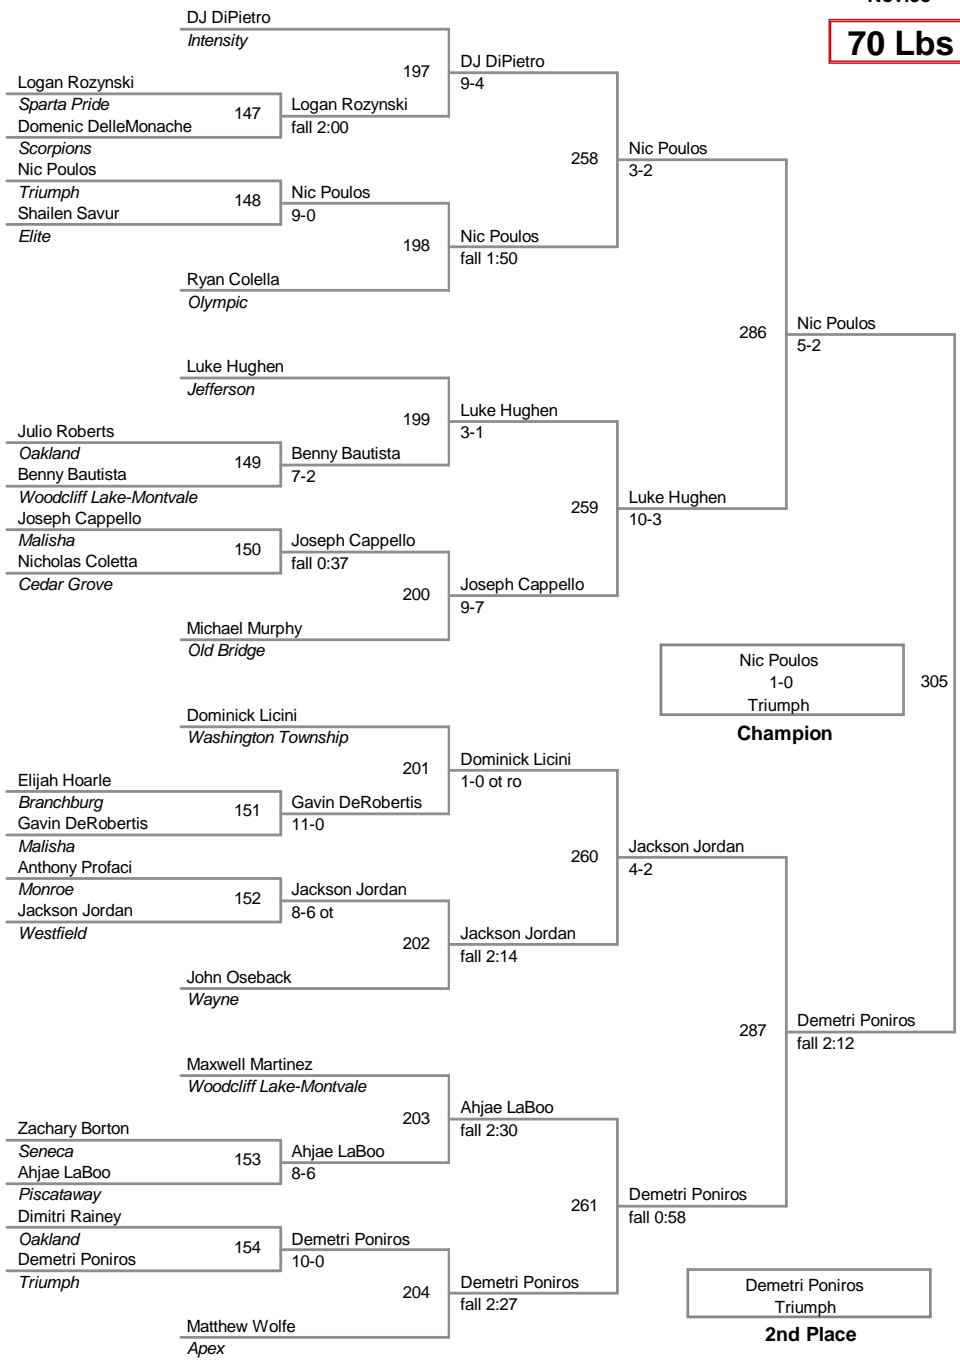 Novice
70 Lbs
DJ DiPietro
Intensity
197
DJ DiPietro
9-4
Logan Rozynski
Sparta Pride
147
Logan Rozynski
fall 2:00
Domenic DelleMonache
Scorpions
258
Nic Poulos
3-2
Nic Poulos
Triumph
148
Nic Poulos
9-0
Shailen Savur
Elite
198
Nic Poulos
fall 1:50
Ryan Colella
Olympic
286
Nic Poulos
5-2
Luke Hughen
Jefferson
199
Luke Hughen
3-1
Julio Roberts
Oakland
149
Benny Bautista
7-2
Benny Bautista
Woodcliff Lake-Montvale
259
Luke Hughen
10-3
Joseph Cappello
Malisha
150
Joseph Cappello
fall 0:37
Nicholas Coletta
Cedar Grove
200
Joseph Cappello
9-7
Michael Murphy
Old Bridge
Nic Poulos
1-0
Triumph
Champion
305
Dominick Licini
Washington Township
201
Dominick Licini
1-0 ot ro
Elijah Hoarle
Branchburg
151
Gavin DeRobertis
11-0
Gavin DeRobertis
Malisha
260
Jackson Jordan
4-2
Anthony Profaci
Monroe
152
Jackson Jordan
8-6 ot
Jackson Jordan
Westfield
202
Jackson Jordan
fall 2:14
John Oseback
Wayne
287
Demetri Poniros
fall 2:12
Maxwell Martinez
Woodcliff Lake-Montvale
203
Ahjae LaBoo
fall 2:30
Zachary Borton
Seneca
153
Ahjae LaBoo
8-6
Ahjae LaBoo
Piscataway
261
Demetri Poniros
fall 0:58
Dimitri Rainey
Oakland
154
Demetri Poniros
10-0
Demetri Poniros
Triumph
204
Demetri Poniros
fall 2:27
Matthew Wolfe
Apex
Demetri Poniros
Triumph
2nd Place